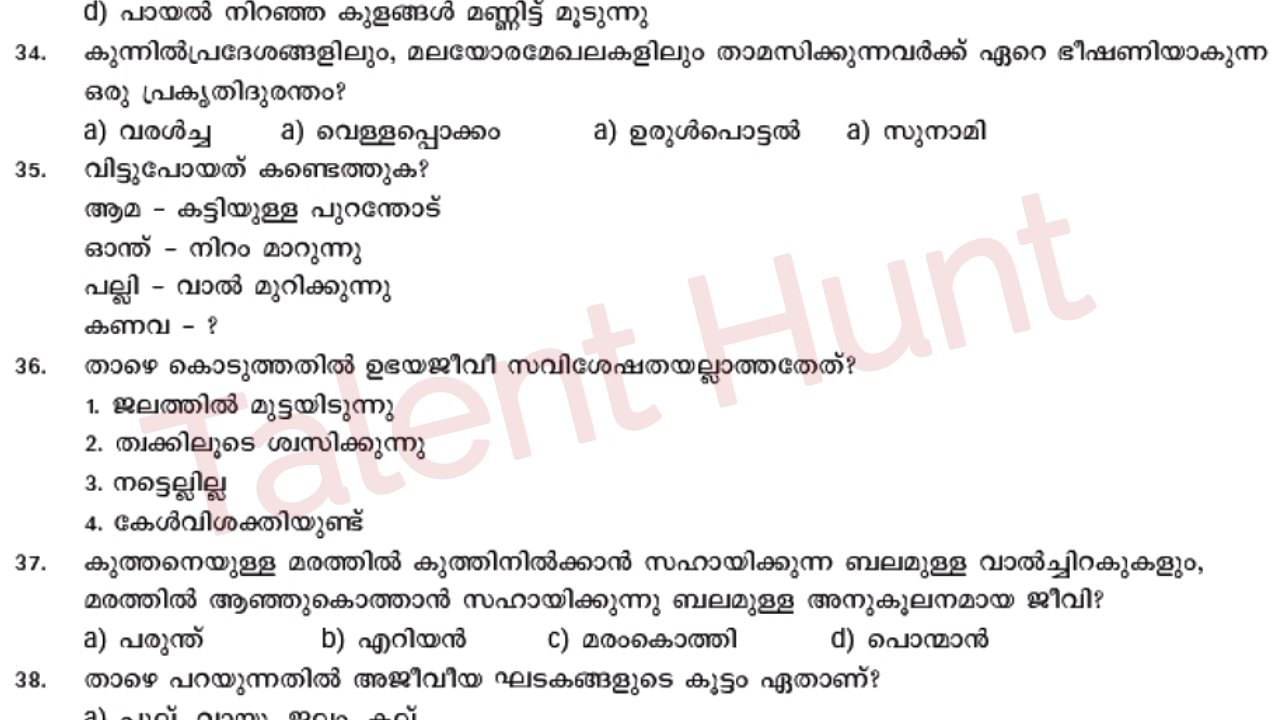 d) പായൽ നിറഞ്ഞ കുളങ്ങൾ മണ്ണിട്ട് മൂടുന്നു
34. കുന്നിൽപ്രദേശങ്ങളിലും, മലയോരമേഖലകളിലും താമസിക്കുന്നവർക്ക് ഏറെ ഭീഷണിയാകുന്ന
ഒരു പ്രകൃതിദുരന്തം?
a) വരൾച്ച a) വെള്ളപ്പൊക്കം a) ഉരുൾപൊട്ടൽ a) സുനാമി
35. വിട്ടുപോയത് കണ്ടെത്തുക?
ആമ – കട്ടിയുള്ള പുറന്തോട്
ഓന്ത് – നിറം മാറുന്നു
പല്ലി – വാൽ മുറിക്കുന്നു
കണവ – ?
36. താഴെ കൊടുത്തതിൽ ഉഭയജീവീ സവിശേഷതയല്ലാത്തതേത്?
1. ജലത്തിൽ മുട്ടയിടുന്നു
2. ത്വക്കിലൂടെ ശ്വസിക്കുന്നു
3. നട്ടെല്ലില്ല
4. കേൾവിശക്തിയുണ്ട്
37. കുത്തനെയുള്ള മരത്തിൽ കുത്തിനിൽക്കാൻ സഹായിക്കുന്ന ബലമുള്ള വാൽച്ചിറകുകളും,
മരത്തിൽ ആഞ്ഞുകൊത്താൻ സഹായിക്കുന്നു ബലമുള്ള അനുകൂലനമായ ജീവി?
a) പരുന്ത് b) എറിയൻ c) മരംകൊത്തി d) പൊന്മാൻ
38. താഴെ പറയുന്നതിൽ അജീവീയ ഘടകങ്ങളുടെ കൂട്ടം ഏതാണ്?
a) പുല്ല്, വായു, ജലം, കല്ല്
Talent Hunt